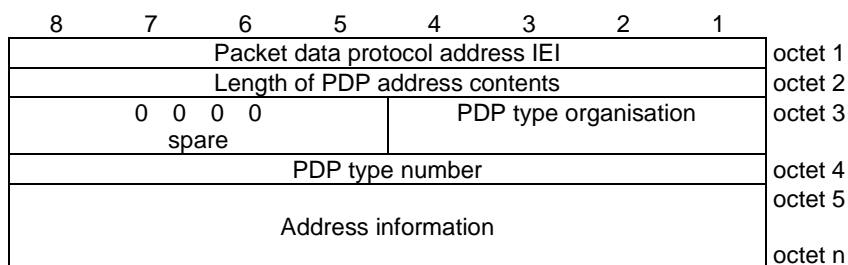 8 7 6 5 4 3 2 1
Packet data protocol address IEI octet 1
Length of PDP address contents octet 2
0 0 0 0 PDP type organisation octet 3
spare
PDP type number octet 4
octet 5
Address information
octet n